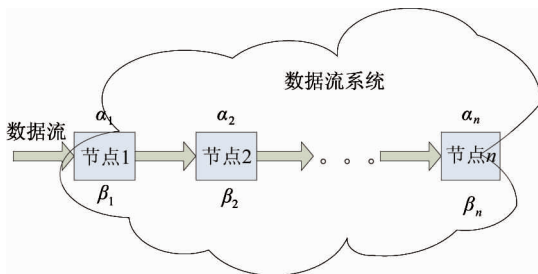 数据流系统
α₁ α₂ αₙ
数据流
节点1 节点2 。 。 。 节点n
β₁ β₂ βₙ